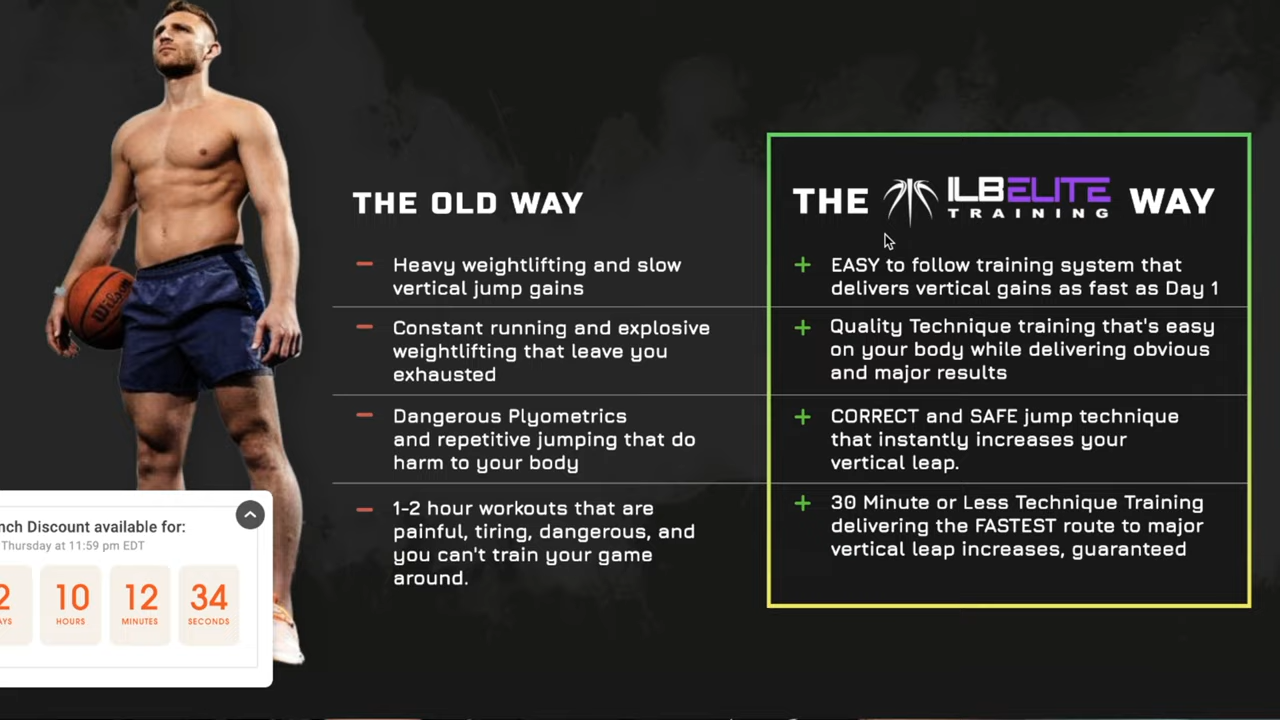 THE OLD WAY
Heavy weightlifting and slow
vertical jump gains
Constant running and explosive
weightlifting that leave you
exhausted
Dangerous Plyometrics
and repetitive jumping that do
harm to your body
1-2 hour workouts that are
painful, tiring, dangerous, and
you can't train your game
around.
THE ILBELITE TRAINING WAY
EASY to follow training system that
delivers vertical gains as fast as Day 1
Quality Technique training that's easy
on your body while delivering obvious
and major results
CORRECT and SAFE jump technique
that instantly increases your
vertical leap.
30 Minute or Less Technique Training
delivering the FASTEST route to major
vertical leap increases, guaranteed
Wilson
Discount available for:
Thursday at 11:59 pm EDT
2 10 12 34
HOURS MINUTES SECONDS